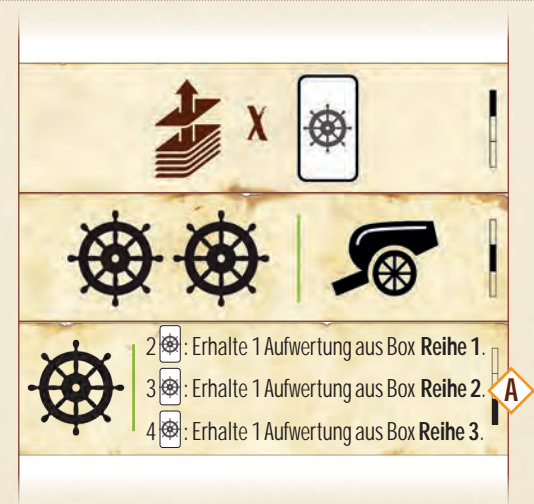 X
2 : Erhalte 1 Aufwertung aus Box Reihe 1.
3 : Erhalte 1 Aufwertung aus Box Reihe 2.
A
4 : Erhalte 1 Aufwertung aus Box Reihe 3.